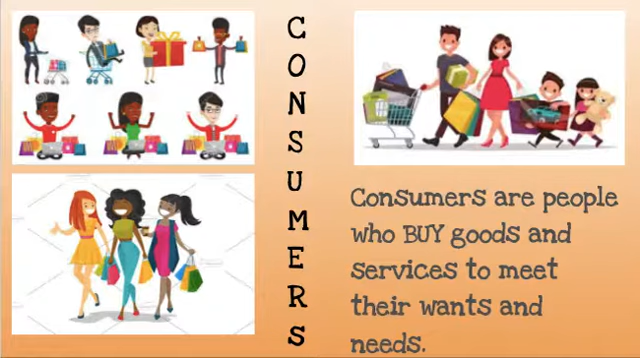 CONSUMERS
Consumers are people
who BUY goods and
services to meet
their wants and
needs.